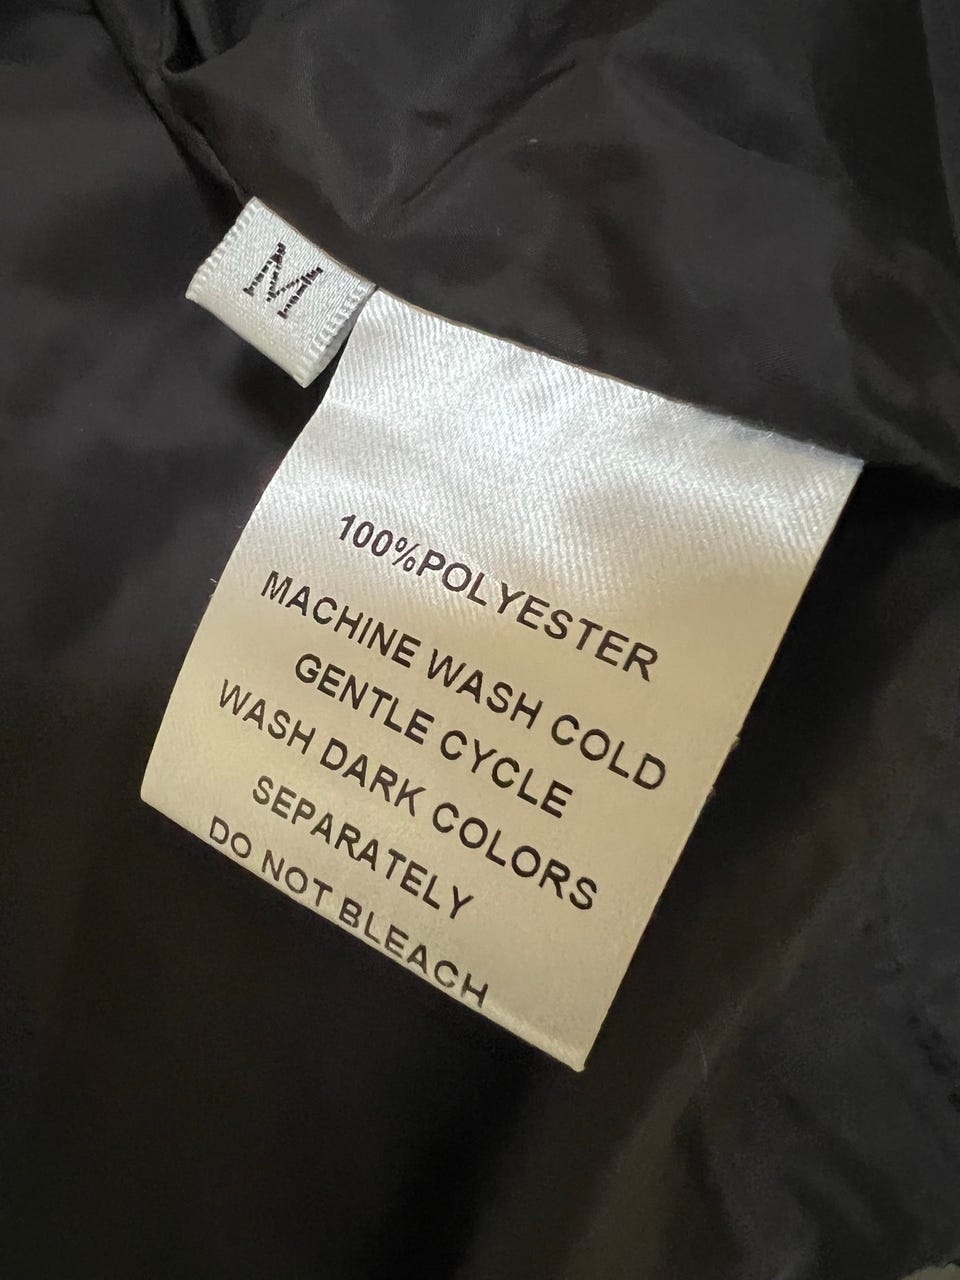 M
100%POLYESTER
MACHINE WASH COLD
GENTLE CYCLE
WASH DARK COLORS
SEPARATELY
DO NOT BLEACH